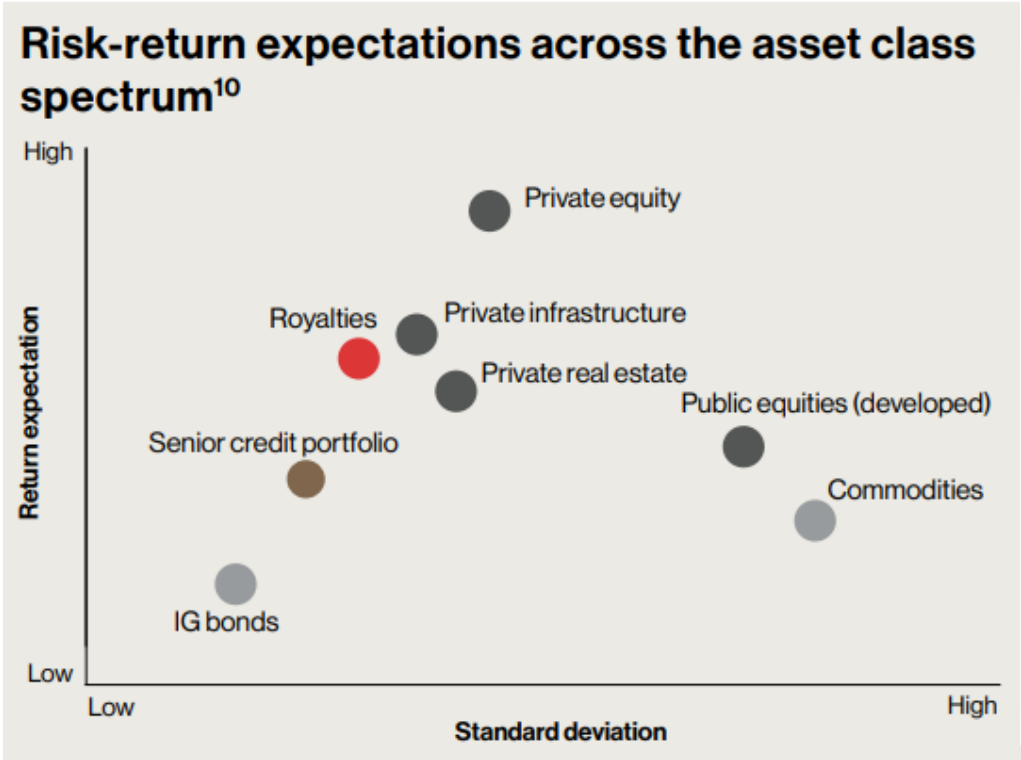 Risk-return expectations across the asset class
spectrum¹⁰
High
Private equity
Royalties
Private infrastructure
Private real estate
Public equities (developed)
Senior credit portfolio
Commodities
IG bonds
Return expectation
Low
Low
High
Standard deviation